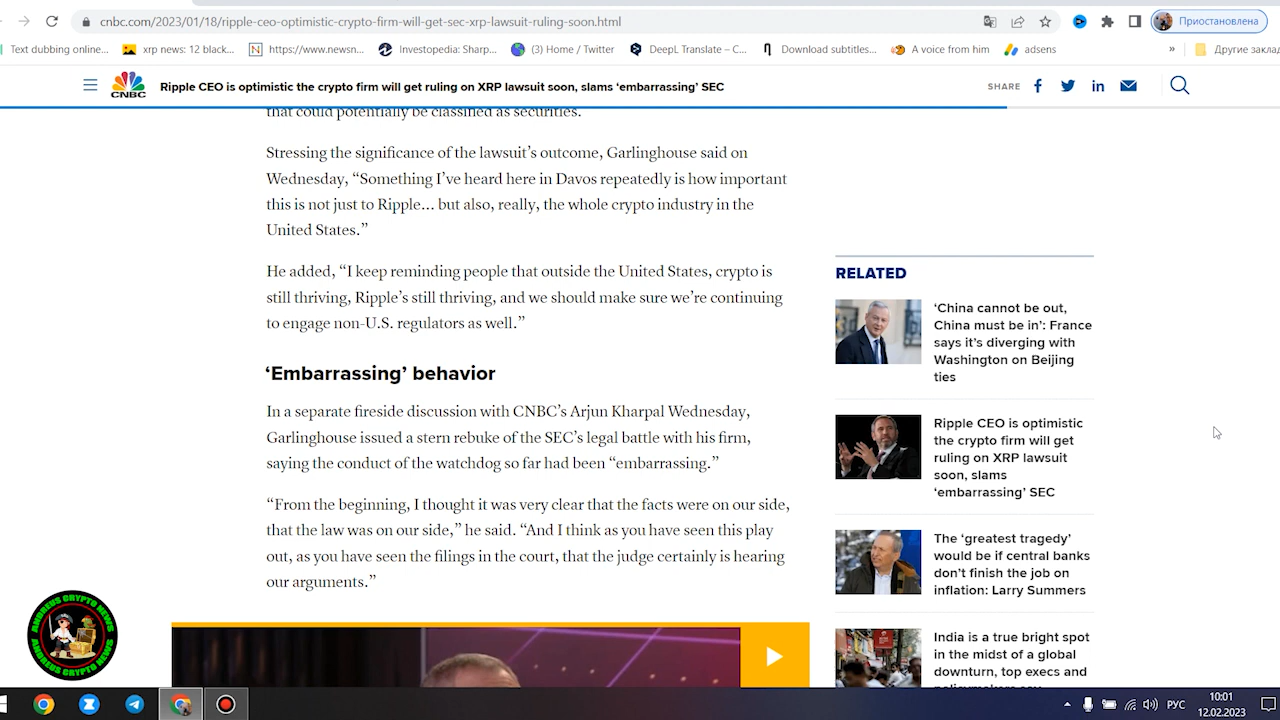 cnbc.com/2023/01/18/ripple-ceo-optimistic-crypto-firm-will-get-sec-xrp-lawsuit-ruling-soon.html
Приостановлена
Text dubbing online...
xrp news: 12 black...
https://www.newsn...
Investopedia: Sharp...
(3) Home / Twitter
DeepL Translate – C...
Download subtitles...
A voice from him
adsens
»
Другие закла
CNBC
Ripple CEO is optimistic the crypto firm will get ruling on XRP lawsuit soon, slams ‘embarrassing’ SEC
SHARE
that could potentially be classified as securities.
Stressing the significance of the lawsuit’s outcome, Garlinghouse said on
Wednesday, “Something I’ve heard here in Davos repeatedly is how important
this is not just to Ripple… but also, really, the whole crypto industry in the
United States.”
He added, “I keep reminding people that outside the United States, crypto is
still thriving, Ripple’s still thriving, and we should make sure we’re continuing
to engage non-U.S. regulators as well.”
‘Embarrassing’ behavior
In a separate fireside discussion with CNBC’s Arjun Kharpal Wednesday,
Garlinghouse issued a stern rebuke of the SEC’s legal battle with his firm,
saying the conduct of the watchdog so far had been “embarrassing.”
“From the beginning, I thought it was very clear that the facts were on our side,
that the law was on our side,” he said. “And I think as you have seen this play
out, as you have seen the filings in the court, that the judge certainly is hearing
our arguments.”
RELATED
‘China cannot be out,
China must be in’: France
says it’s diverging with
Washington on Beijing
ties
Ripple CEO is optimistic
the crypto firm will get
ruling on XRP lawsuit
soon, slams
‘embarrassing’ SEC
The ‘greatest tragedy’
would be if central banks
don’t finish the job on
inflation: Larry Summers
India is a true bright spot
in the midst of a global
downturn, top execs and
ANDREUS CRYPTO NEWS
ANDREUS CRYPTO NEWS
РУС
10:01
12.02.2023